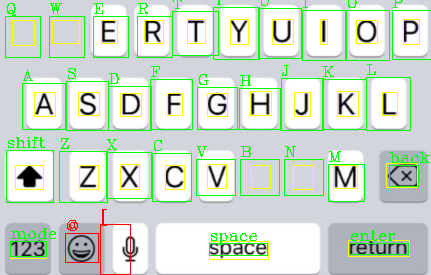 Q W E R T Y U I O P
E R T Y U I O P
A S D F G H J K L
A S D F G H J K L
shift Z X C V B N M back
Z X C V M
mode @ [ space enter
123 space return